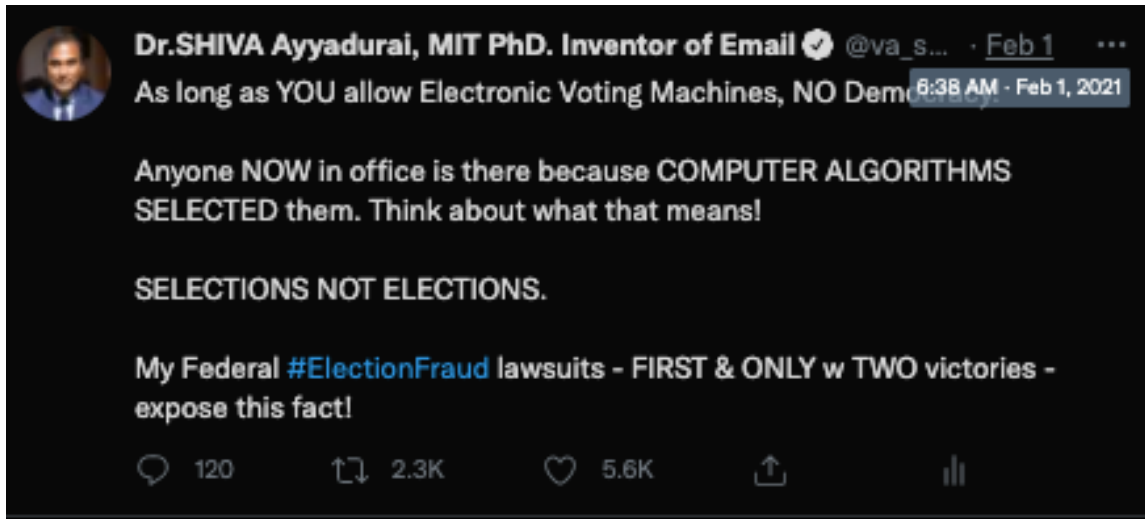 Dr.SHIVA Ayyadurai, MIT PhD. Inventor of Email @va_s... · Feb 1 ...
As long as YOU allow Electronic Voting Machines, NO Democracy!
6:38 AM · Feb 1, 2021
Anyone NOW in office is there because COMPUTER ALGORITHMS
SELECTED them. Think about what that means!
SELECTIONS NOT ELECTIONS.
My Federal #ElectionFraud lawsuits - FIRST & ONLY w TWO victories -
expose this fact!
120 2.3K 5.6K